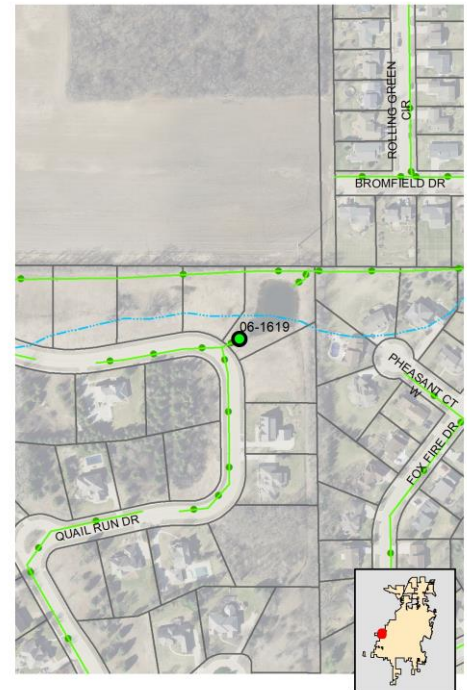 ROLLING GREEN
CIR
BROMFIELD DR
06-1619
PHEASANT CT
W
FOX FIRE DR
QUAIL RUN DR